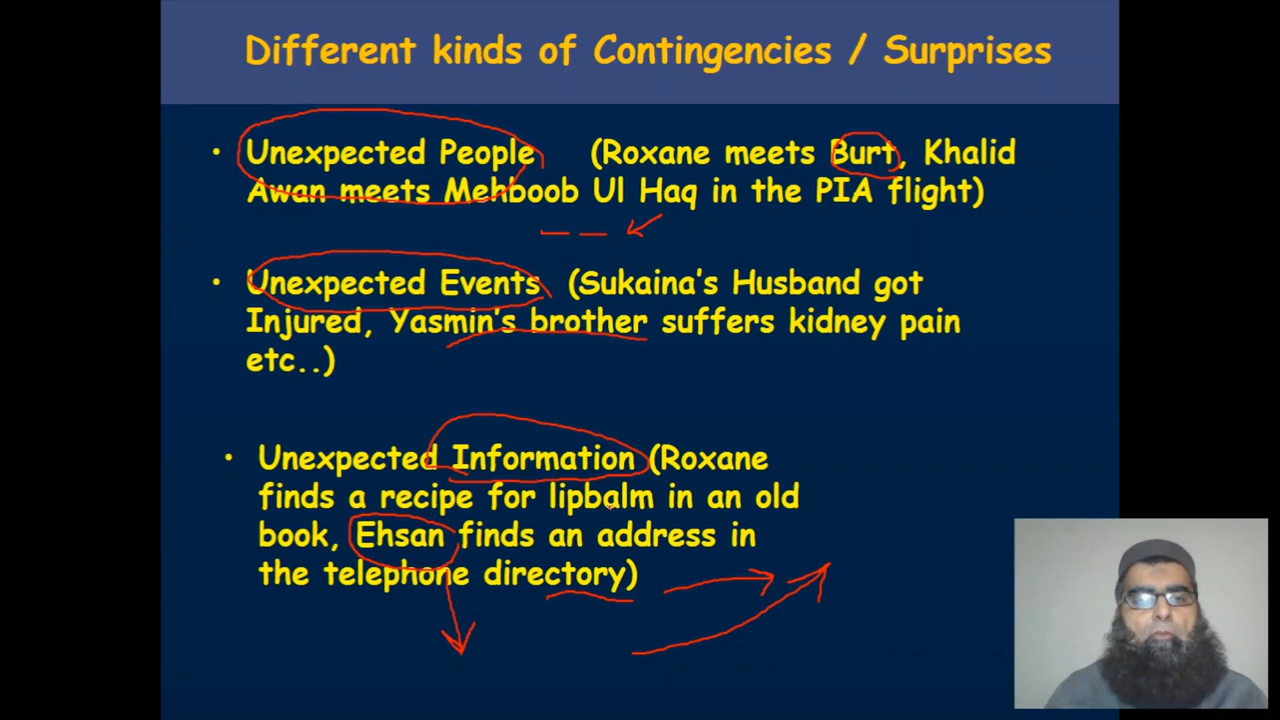 Different kinds of Contingencies / Surprises
• Unexpected People (Roxane meets Burt, Khalid
Awan meets Mehboob Ul Haq in the PIA flight)
• Unexpected Events (Sukaina's Husband got
Injured, Yasmin's brother suffers kidney pain
etc..)
• Unexpected Information (Roxane
finds a recipe for lipbalm in an old
book, Ehsan finds an address in
the telephone directory)